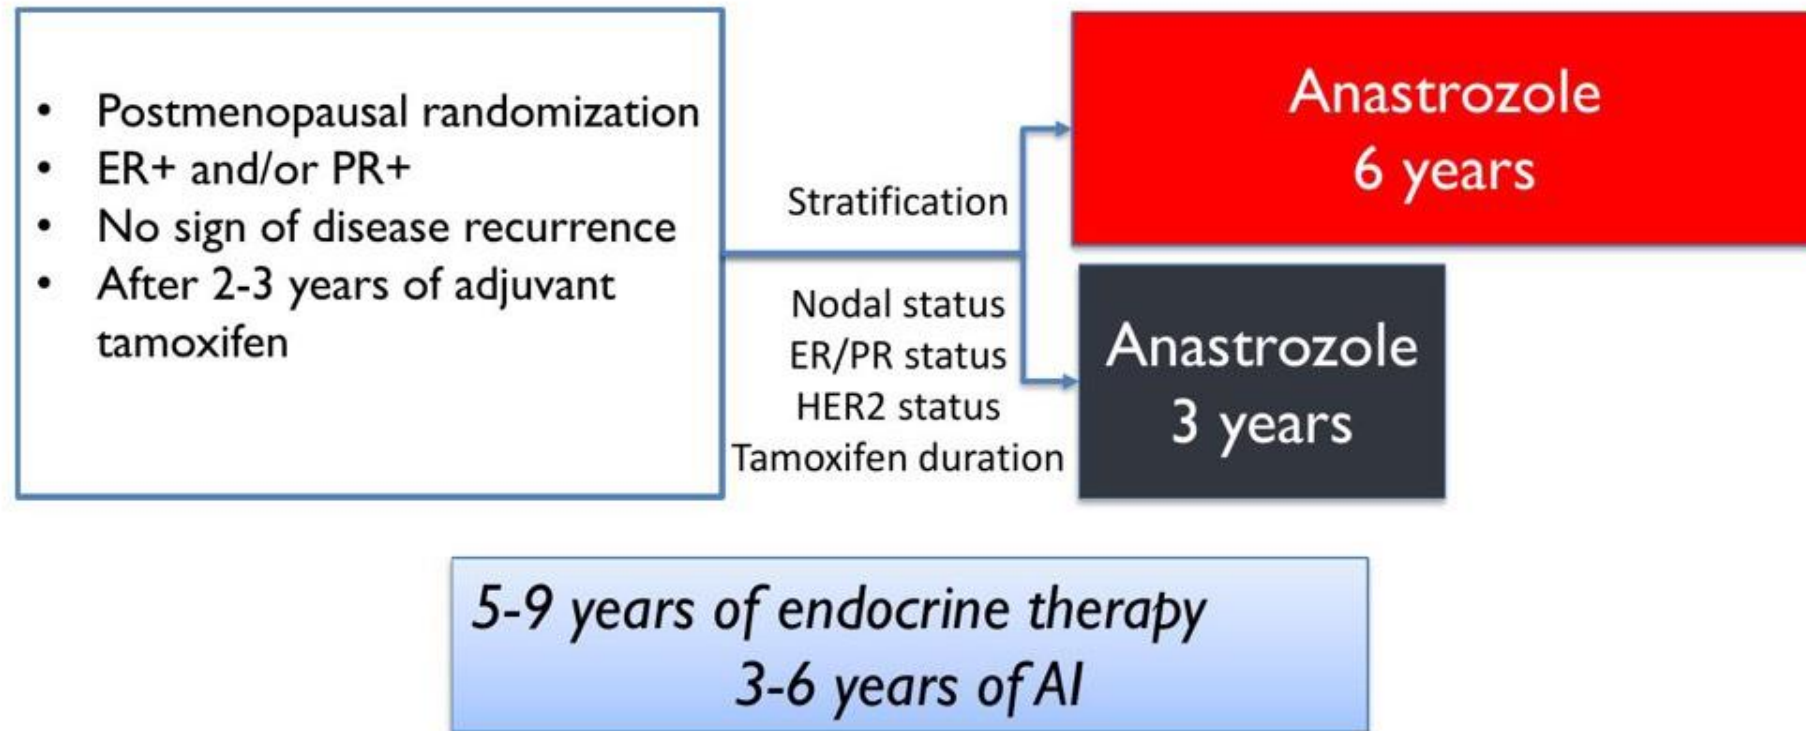 • Postmenopausal randomization
• ER+ and/or PR+
• No sign of disease recurrence
• After 2-3 years of adjuvant
tamoxifen
Stratification
Nodal status
ER/PR status
HER2 status
Tamoxifen duration
Anastrozole
6 years
Anastrozole
3 years
5-9 years of endocrine therapy
3-6 years of AI